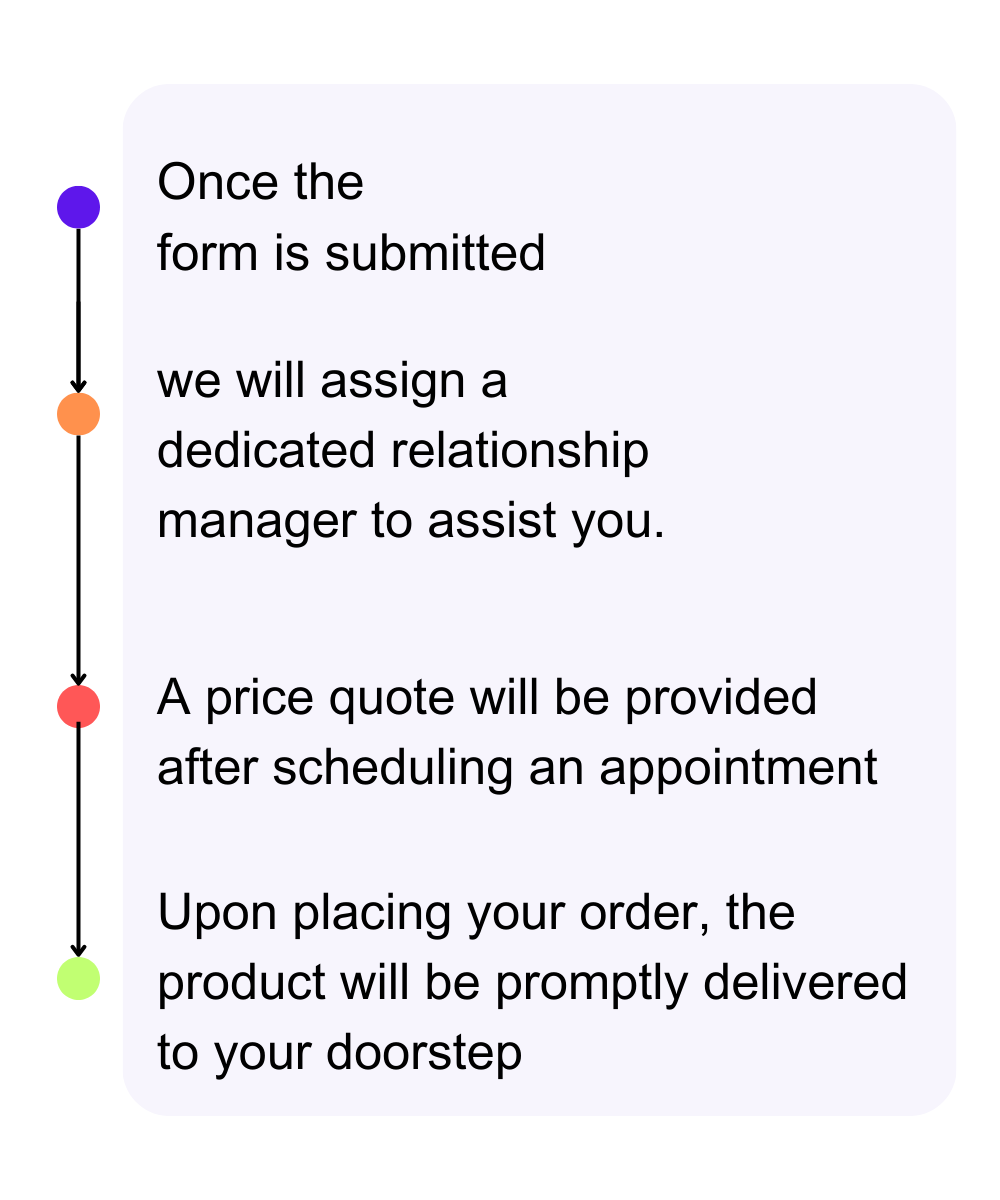 Once the
form is submitted
we will assign a
dedicated relationship
manager to assist you.
A price quote will be provided
after scheduling an appointment
Upon placing your order, the
product will be promptly delivered
to your doorstep